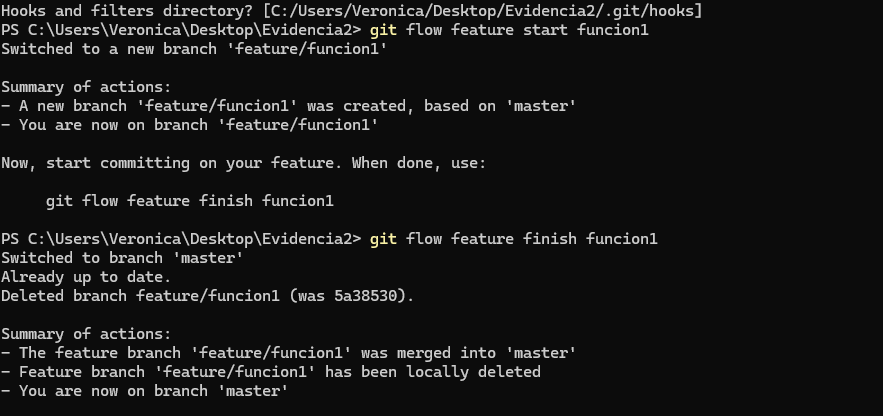 Hooks and filters directory? [C:/Users/Veronica/Desktop/Evidencia2/.git/hooks]
PS C:\Users\Veronica\Desktop\Evidencia2> git flow feature start funcion1
Switched to a new branch 'feature/funcion1'
Summary of actions:
- A new branch 'feature/funcion1' was created, based on 'master'
- You are now on branch 'feature/funcion1'
Now, start committing on your feature. When done, use:
git flow feature finish funcion1
PS C:\Users\Veronica\Desktop\Evidencia2> git flow feature finish funcion1
Switched to branch 'master'
Already up to date.
Deleted branch feature/funcion1 (was 5a38530).
Summary of actions:
- The feature branch 'feature/funcion1' was merged into 'master'
- Feature branch 'feature/funcion1' has been locally deleted
- You are now on branch 'master'